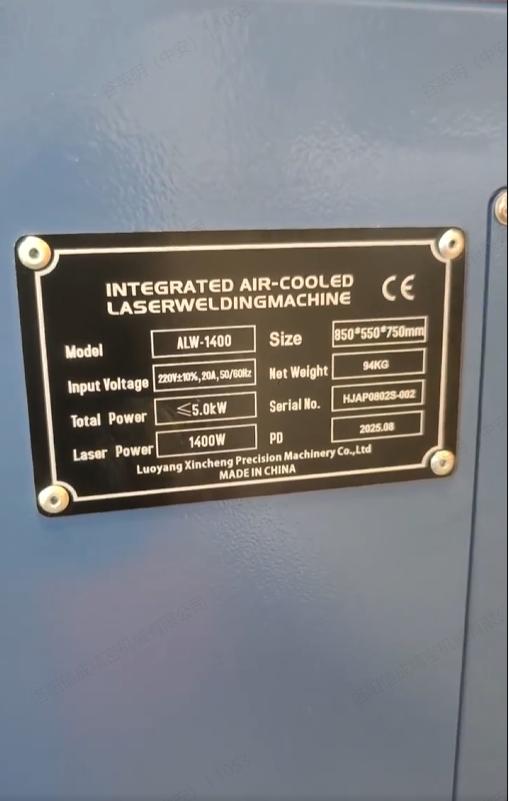 INTEGRATED AIR-COOLED
LASERWELDINGMACHINE
CE
Model ALW-1400 Size 850*550*750mm
Input Voltage 220V±10%,20A,50/60Hz Net Weight 94KG
Total Power ≤5.0kW Serial No. HJAP0802S-002
Laser Power 1400W PD 2025.08
Luoyang Xincheng Precision Machinery Co.,Ltd
MADE IN CHINA